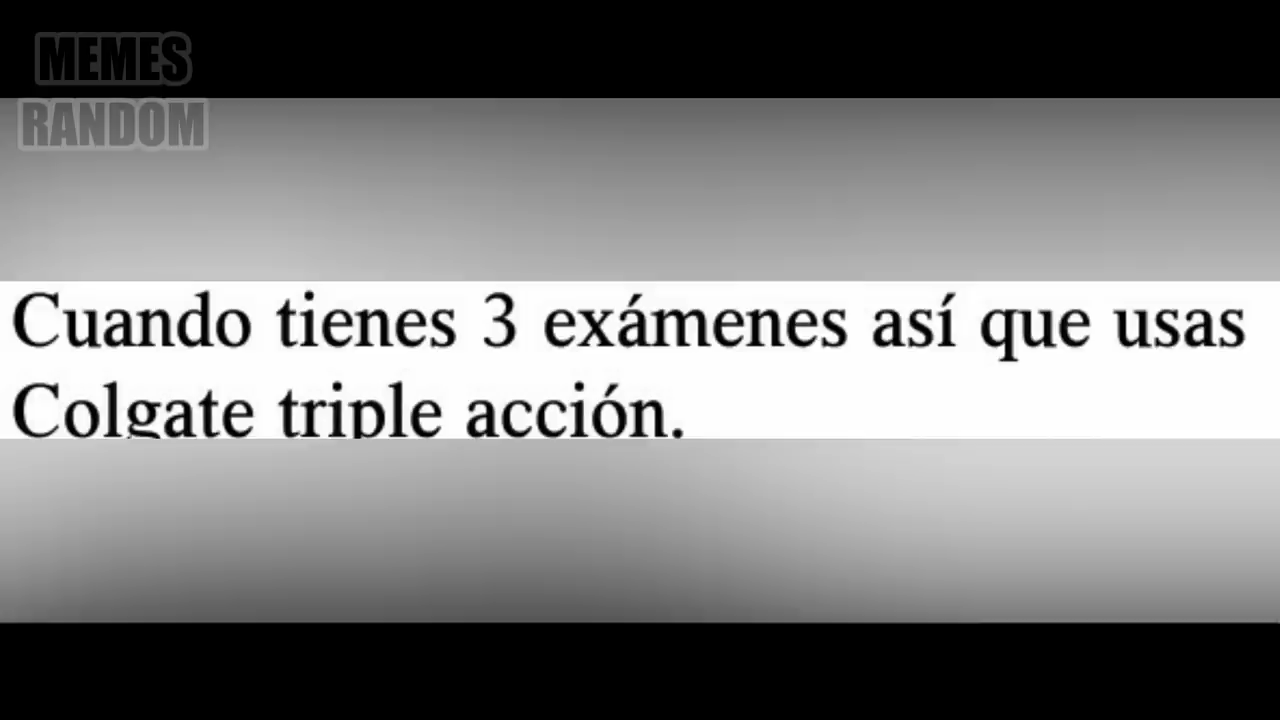 MEMES
RANDOM
Cuando tienes 3 exámenes así que usas
Colgate triple acción.